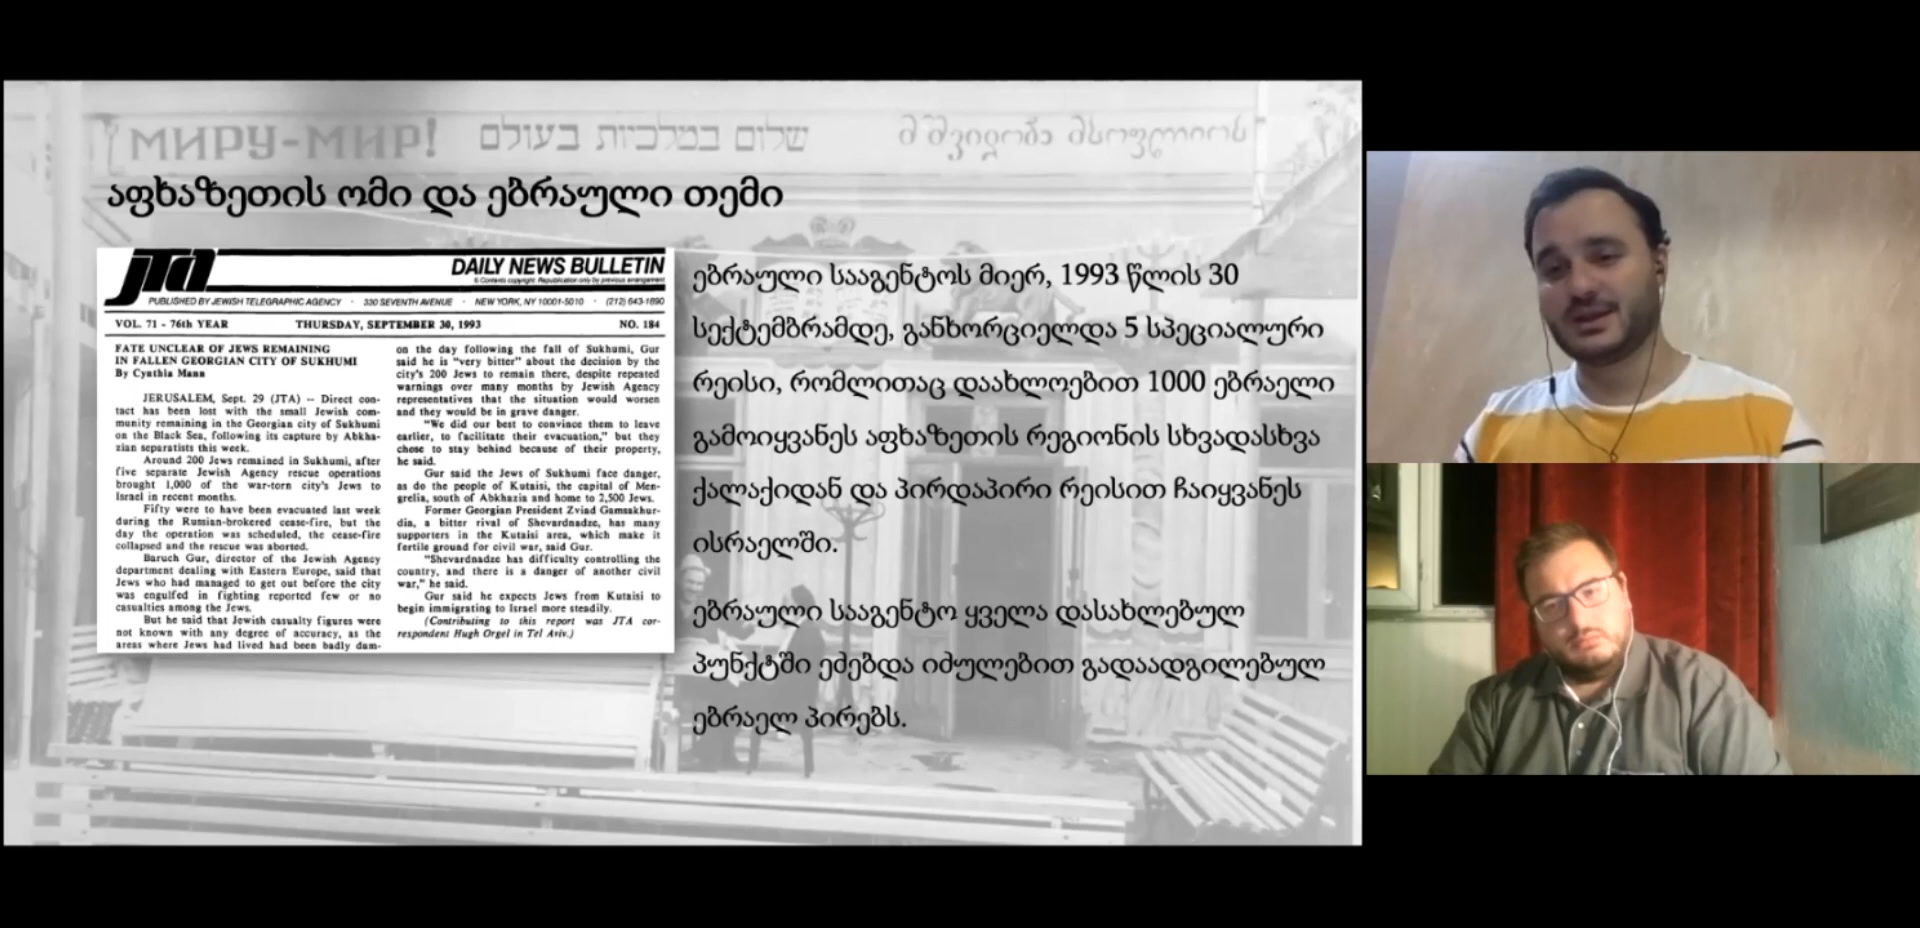 МИРУ-МИР! שלום במלכיות בעולם მშვიდობა მსოფლიოს
აფხაზეთის ომი და ებრაული თემი
JTA
DAILY NEWS BULLETIN
© Contents copyright. Republication only by previous arrangement
PUBLISHED BY JEWISH TELEGRAPHIC AGENCY · 330 SEVENTH AVENUE · NEW YORK, NY 10001-5010 · (212) 643-1890
VOL. 71 - 76th YEAR THURSDAY, SEPTEMBER 30, 1993 NO. 184
FATE UNCLEAR OF JEWS REMAINING
IN FALLEN GEORGIAN CITY OF SUKHUMI
By Cynthia Mann
JERUSALEM, Sept. 29 (JTA) -- Direct con-
tact has been lost with the small Jewish com-
munity remaining in the Georgian city of Sukhumi
on the Black Sea, following its capture by Abkha-
zian separatists this week.
Around 200 Jews remained in Sukhumi, after
five separate Jewish Agency rescue operations
brought 1,000 of the war-torn city's Jews to
Israel in recent months.
Fifty were to have been evacuated last week
during the Russian-brokered cease-fire, but the
day the operation was scheduled, the cease-fire
collapsed and the rescue was aborted.
Baruch Gur, director of the Jewish Agency
department dealing with Eastern Europe, said that
Jews who had managed to get out before the city
was engulfed in fighting reported few or no
casualties among the Jews.
But he said that Jewish casualty figures were
not known with any degree of accuracy, as the
areas where Jews had lived had been badly dam-
on the day following the fall of Sukhumi, Gur
said he is "very bitter" about the decision by the
city's 200 Jews to remain there, despite repeated
warnings over many months by Jewish Agency
representatives that the situation would worsen
and they would be in grave danger.
"We did our best to convince them to leave
earlier, to facilitate their evacuation," but they
chose to stay behind because of their property,
he said.
Gur said the Jews of Sukhumi face danger,
as do the people of Kutaisi, the capital of Men-
grelia, south of Abkhazia and home to 2,500 Jews.
Former Georgian President Zviad Gamsakhur-
dia, a bitter rival of Shevardnadze, has many
supporters in the Kutaisi area, which make it
fertile ground for civil war, said Gur.
"Shevardnadze has difficulty controlling the
country, and there is a danger of another civil
war," he said.
Gur said he expects Jews from Kutaisi to
begin immigrating to Israel more steadily.
(Contributing to this report was JTA cor-
respondent Hugh Orgel in Tel Aviv.)
ებრაული სააგენტოს მიერ, 1993 წლის 30
სექტემბრამდე, განხორციელდა 5 სპეციალური
რეისი, რომლითაც დაახლოებით 1000 ებრაელი
გამოიყვანეს აფხაზეთის რეგიონის სხვადასხვა
ქალაქიდან და პირდაპირი რეისით ჩაიყვანეს
ისრაელში.
ებრაული სააგენტო ყველა დასახლებულ
პუნქტში ეძებდა იძულებით გადაადგილებულ
ებრაელ პირებს.